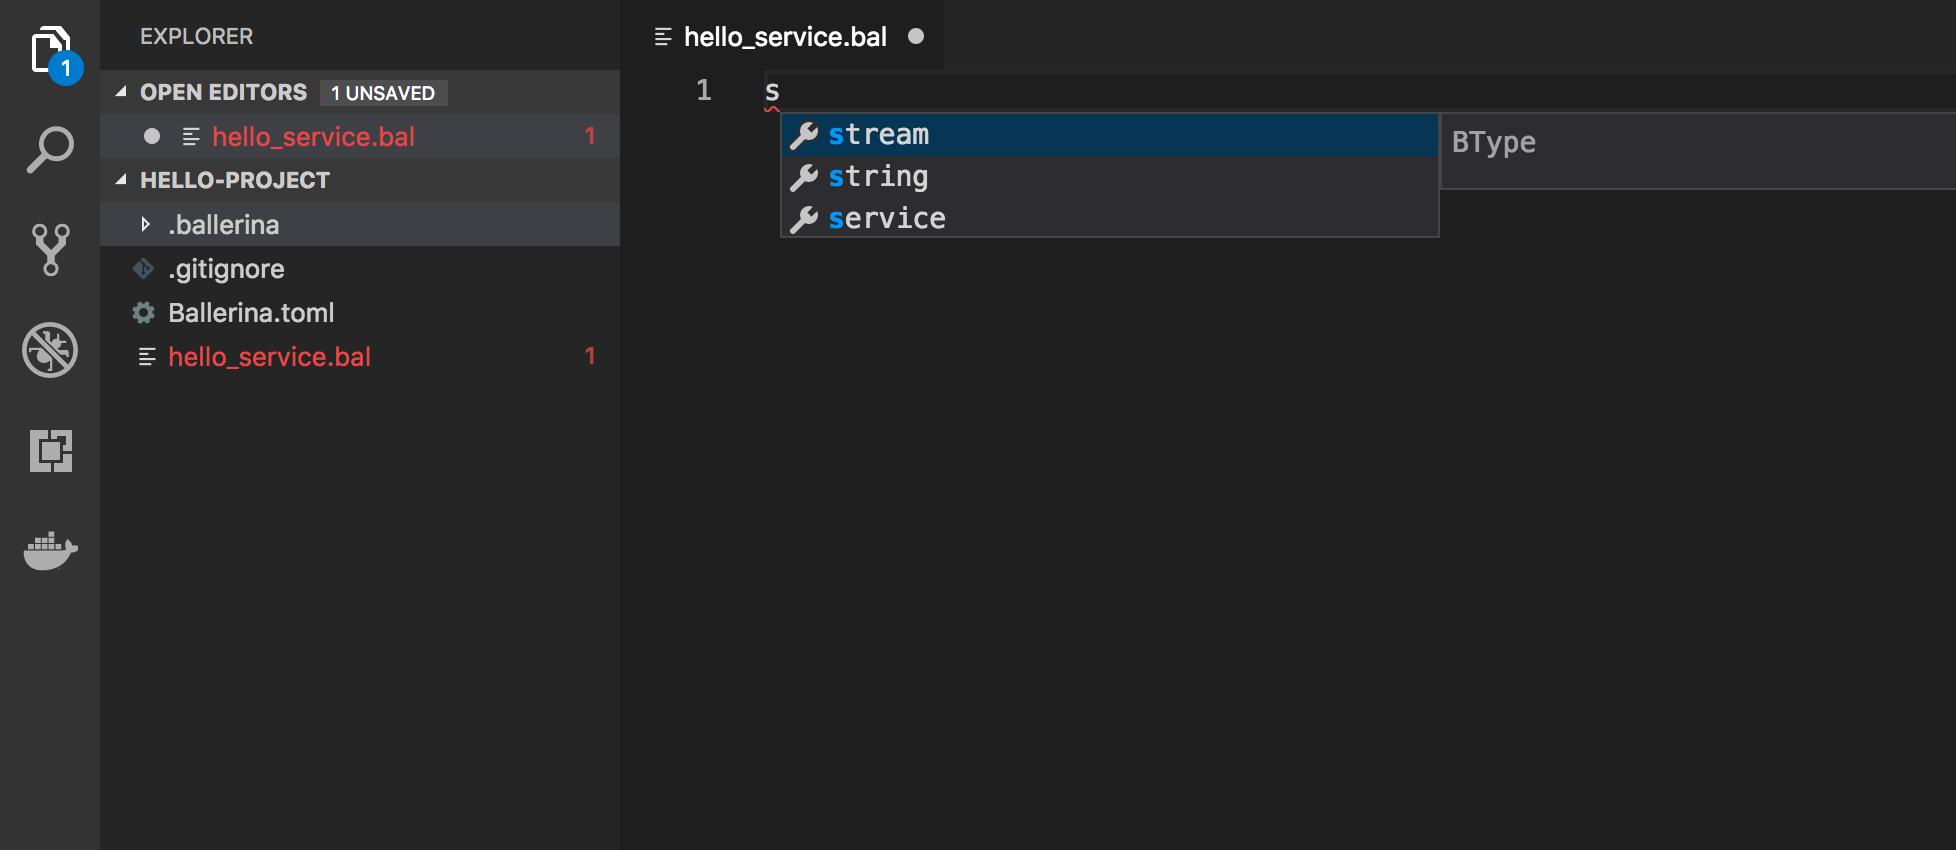 EXPLORER
OPEN EDITORS 1 UNSAVED
hello_service.bal 1
HELLO-PROJECT
.ballerina
.gitignore
Ballerina.toml
hello_service.bal 1
1
hello_service.bal
1 s
stream
string
service
BType